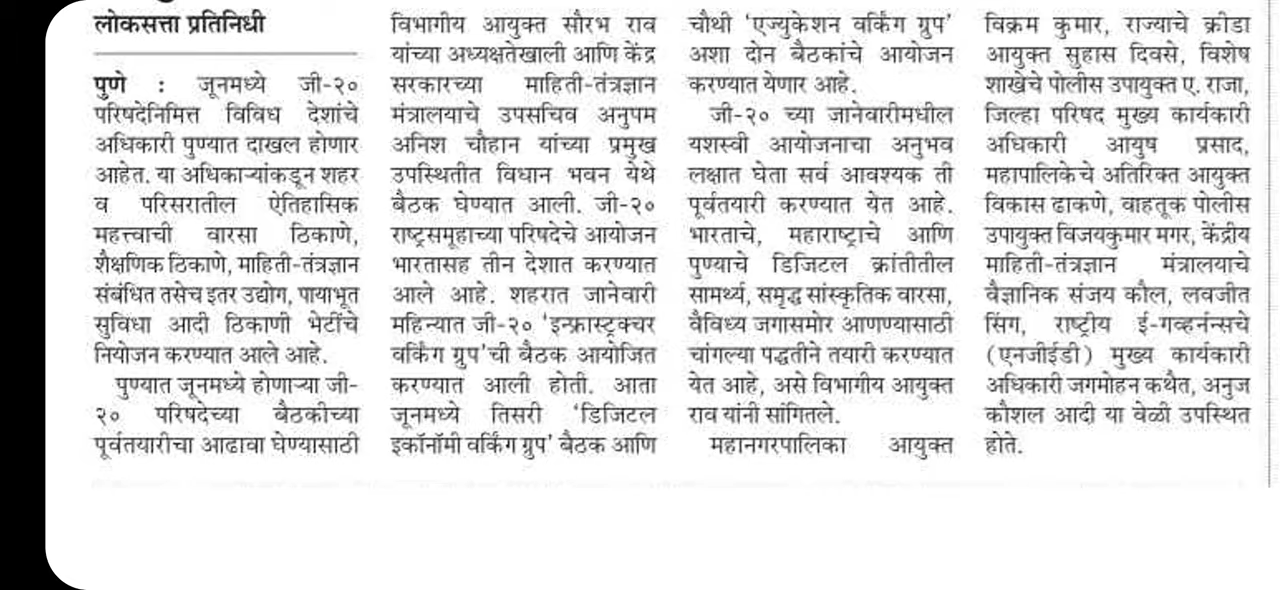 लोकसत्ता प्रतिनिधी
पुणे : जूनमध्ये जी-२०
परिषदेनिमित्त विविध देशांचे
अधिकारी पुण्यात दाखल होणार
आहेत. या अधिकाऱ्यांकडून शहर
व परिसरातील ऐतिहासिक
महत्त्वाची वारसा ठिकाणे,
शैक्षणिक ठिकाणे, माहिती-तंत्रज्ञान
संबंधित तसेच इतर उद्योग, पायाभूत
सुविधा आदी ठिकाणी भेटींचे
नियोजन करण्यात आले आहे.
पुण्यात जूनमध्ये होणाऱ्या जी-
२० परिषदेच्या बैठकीच्या
पूर्वतयारीचा आढावा घेण्यासाठी
विभागीय आयुक्त सौरभ राव
यांच्या अध्यक्षतेखाली आणि केंद्र
सरकारच्या माहिती-तंत्रज्ञान
मंत्रालयाचे उपसचिव अनुपम
अनिश चौहान यांच्या प्रमुख
उपस्थितीत विधान भवन येथे
बैठक घेण्यात आली. जी-२०
राष्ट्रसमूहाच्या परिषदेचे आयोजन
भारतासह तीन देशात करण्यात
आले आहे. शहरात जानेवारी
महिन्यात जी-२० 'इन्फ्रास्ट्रक्चर
वर्किंग ग्रुप'ची बैठक आयोजित
करण्यात आली होती. आता
जूनमध्ये तिसरी 'डिजिटल
इकॉनॉमी वर्किंग ग्रुप' बैठक आणि
चौथी 'एज्युकेशन वर्किंग ग्रुप'
अशा दोन बैठकांचे आयोजन
करण्यात येणार आहे.
जी-२० च्या जानेवारीमधील
यशस्वी आयोजनाचा अनुभव
लक्षात घेता सर्व आवश्यक ती
पूर्वतयारी करण्यात येत आहे.
भारताचे, महाराष्ट्राचे आणि
पुण्याचे डिजिटल क्रांतीतील
सामर्थ्य, समृद्ध सांस्कृतिक वारसा,
वैविध्य जगासमोर आणण्यासाठी
चांगल्या पद्धतीने तयारी करण्यात
येत आहे, असे विभागीय आयुक्त
राव यांनी सांगितले.
महानगरपालिका आयुक्त
विक्रम कुमार, राज्याचे क्रीडा
आयुक्त सुहास दिवसे, विशेष
शाखेचे पोलीस उपायुक्त ए. राजा,
जिल्हा परिषद मुख्य कार्यकारी
अधिकारी आयुष प्रसाद,
महापालिकेचे अतिरिक्त आयुक्त
विकास ढाकणे, वाहतूक पोलीस
उपायुक्त विजयकुमार मगर, केंद्रीय
माहिती-तंत्रज्ञान मंत्रालयाचे
वैज्ञानिक संजय कौल, लवजीत
सिंग, राष्ट्रीय ई-गव्हर्नन्सचे
(एनजीईडी) मुख्य कार्यकारी
अधिकारी जगमोहन कथैत, अनुज
कौशल आदी या वेळी उपस्थित
होते.